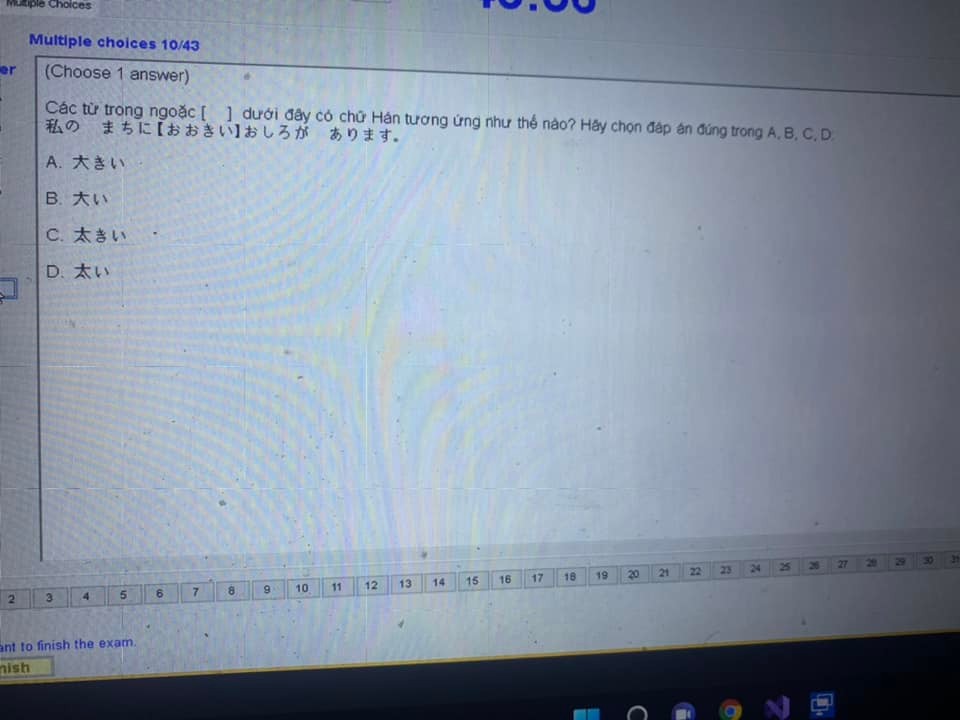 Multiple Choices
Multiple choices 10/43
er
(Choose 1 answer)
Các từ trong ngoặc [ ] dưới đây có chữ Hán tương ứng như thế nào? Hãy chọn đáp án đúng trong A, B, C, D:
私の まちに【おおきい】おしろが あります。
A. 大きい
B. 大い
C. 太きい
D. 太い
2 3 4 5 6 7 8 9 10 11 12 13 14 15 16 17 18 19 20 21 22 23 24 25 26 27 28 29 30 31
ant to finish the exam.
nish